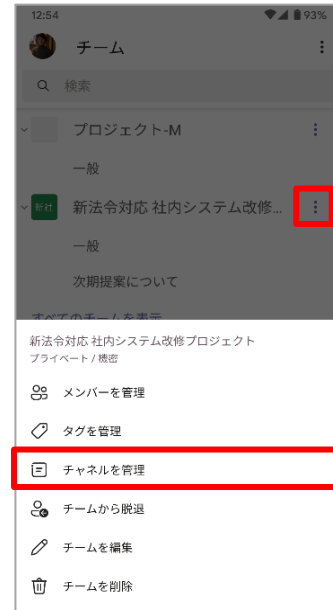 12:54 93%
チーム
検索
プロジェクト-M
一般
新社 新法令対応 社内システム改修...
一般
次期提案について
すべてのチームを表示
新法令対応 社内システム改修プロジェクト
プライベート / 機密
メンバーを管理
タグを管理
チャネルを管理
チームから脱退
チームを編集
チームを削除